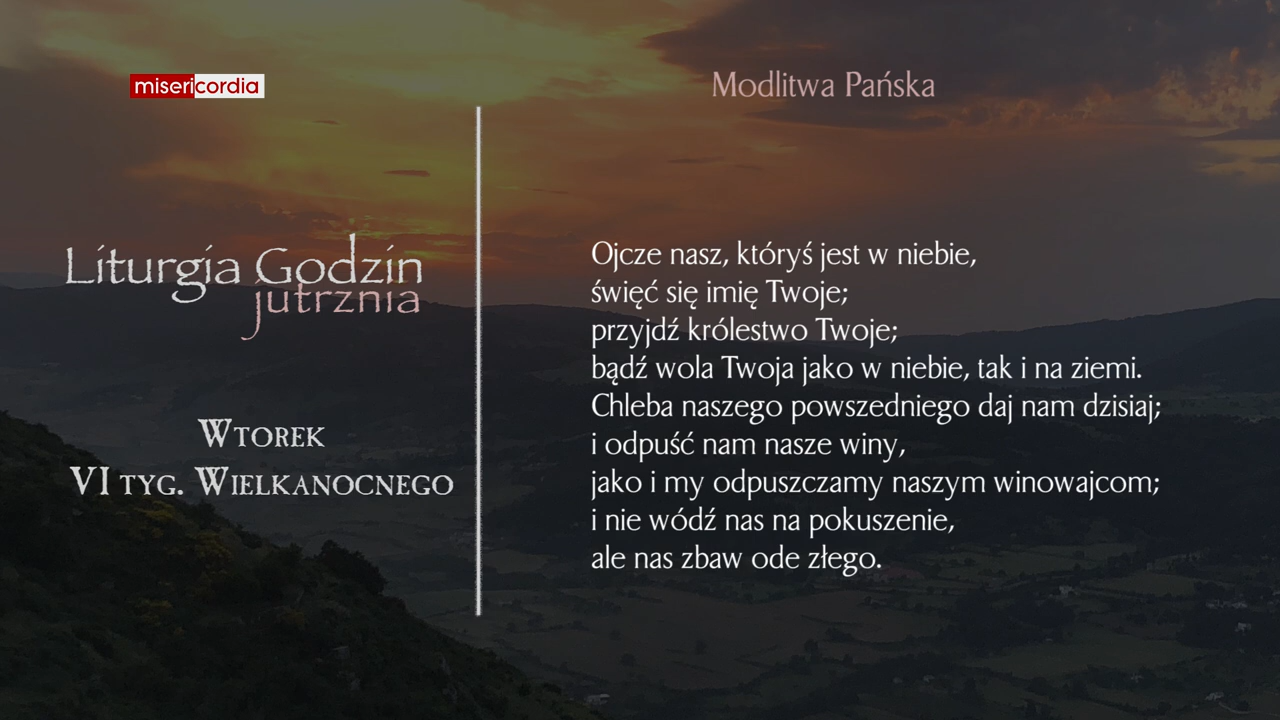 misericordia
Liturgia Godzin
jutrznia
Wtorek
VI tyg. Wielkanocnego
Modlitwa Pańska
Ojcze nasz, któryś jest w niebie,
święć się imię Twoje;
przyjdź królestwo Twoje;
bądź wola Twoja jako w niebie, tak i na ziemi.
Chleba naszego powszedniego daj nam dzisiaj;
i odpuść nam nasze winy,
jako i my odpuszczamy naszym winowajcom;
i nie wódź nas na pokuszenie,
ale nas zbaw ode złego.